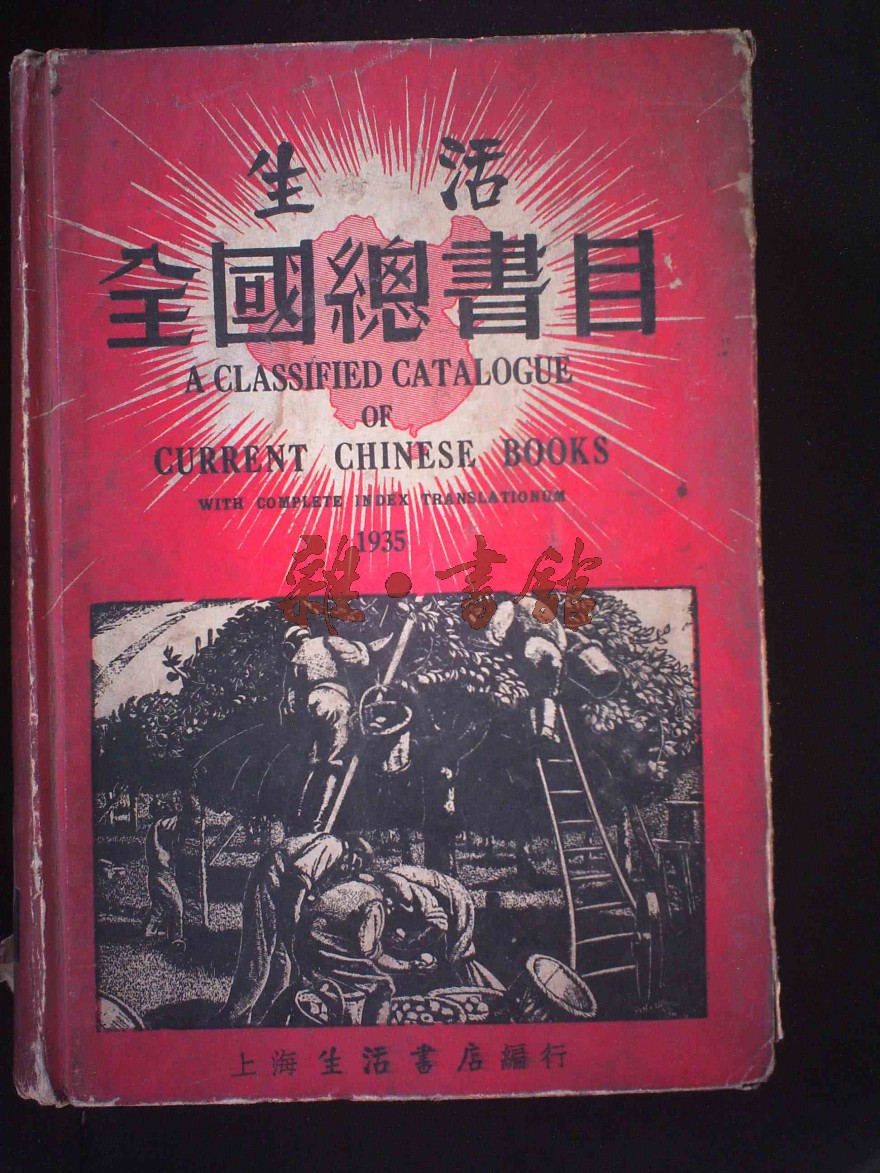 生活
全國總書目
A CLASSIFIED CATALOGUE
OF
CURRENT CHINESE BOOKS
WITH COMPLETE INDEX TRANSLATIONUM
1935
雜·書館
上海生活書店編行